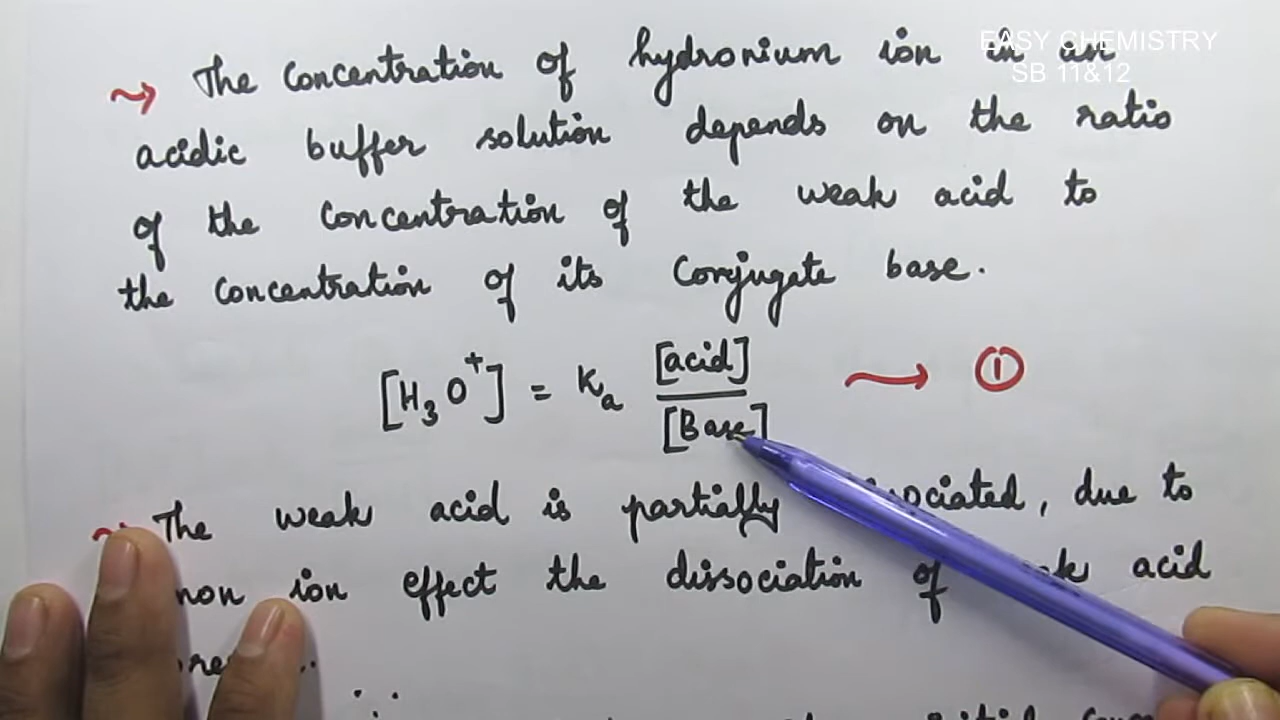 EASY CHEMISTRY
SB 11&12
The concentration of hydronium ion in an
acidic buffer solution depends on the ratio
of the concentration of the weak acid to
the concentration of its conjugate base.
[H₃O⁺] = Ka [acid] / [Base] → ①
The weak acid is partially , due to
ion effect the dissociation of acid